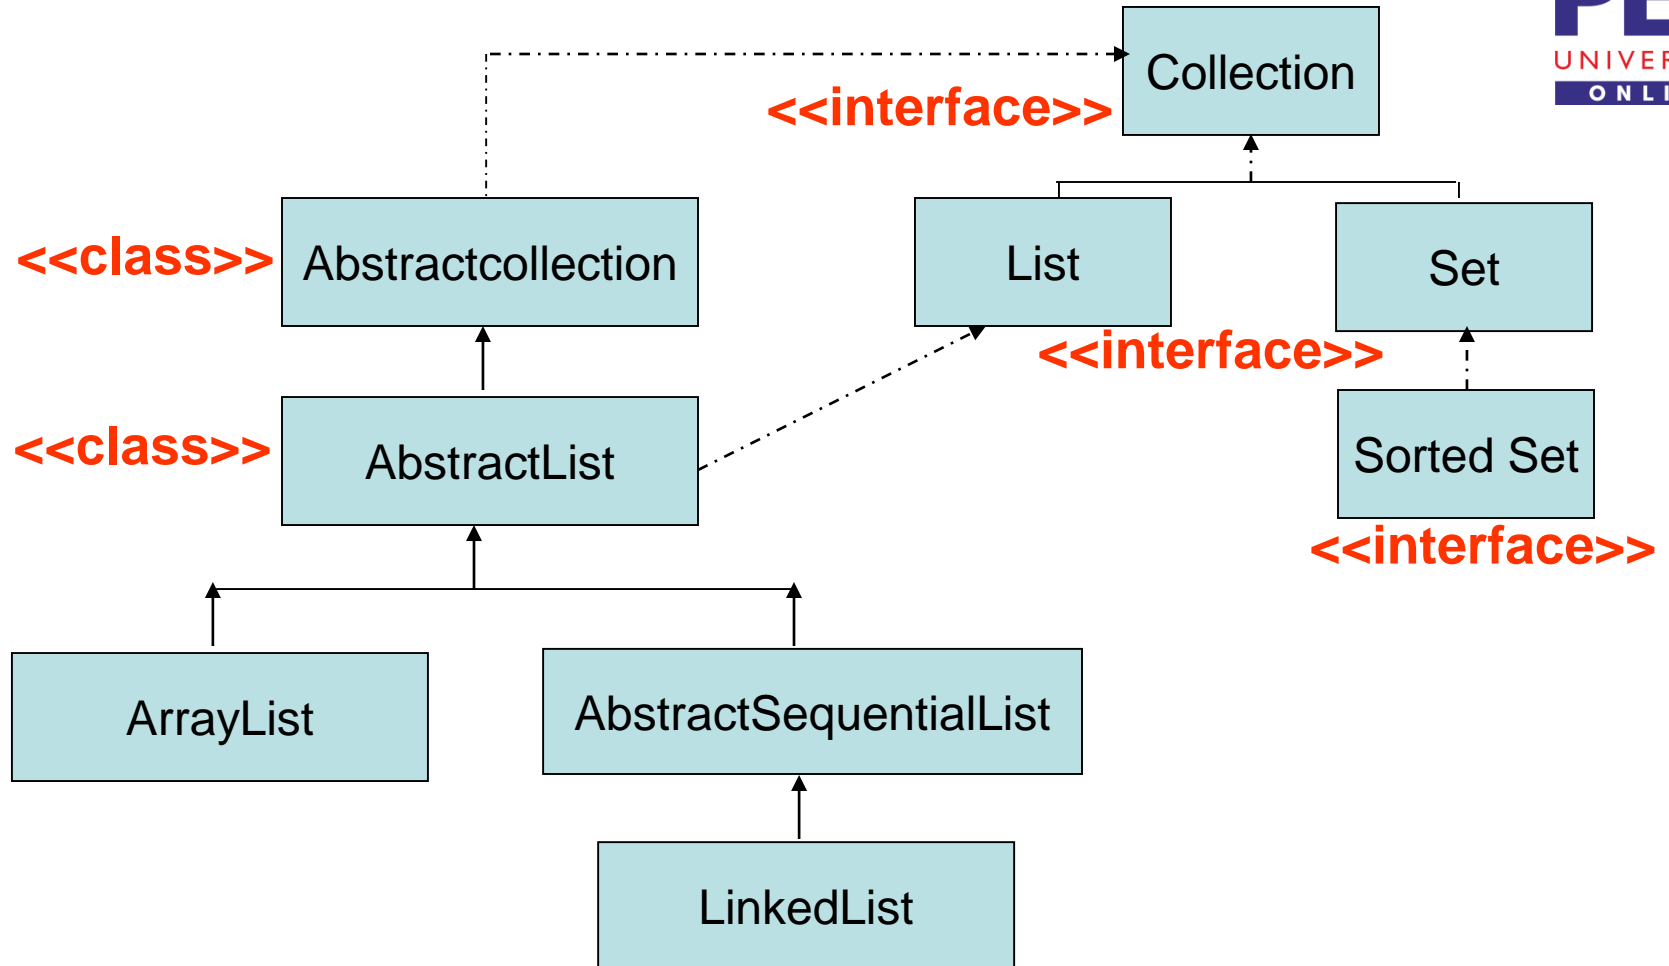 Collection
<<interface>>
UNIVER
ONLI
<<class>>
Abstractcollection
List
Set
<<interface>>
<<class>>
AbstractList
Sorted Set
<<interface>>
ArrayList
AbstractSequentialList
LinkedList